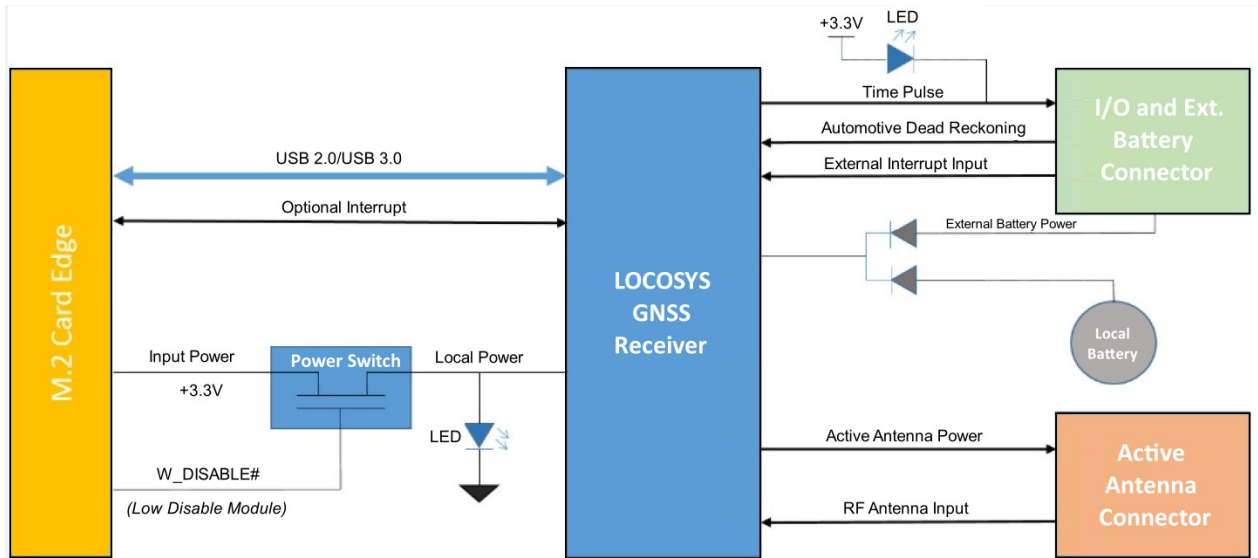 +3.3V
LED
Time Pulse
Automotive Dead Reckoning
External Interrupt Input
I/O and Ext.
Battery
Connector
USB 2.0/USB 3.0
Optional Interrupt
M.2 Card Edge
LOCOSYS
GNSS
Receiver
External Battery Power
Local
Battery
Input Power
+3.3V
Power Switch
Local Power
LED
W_DISABLE#
(Low Disable Module)
Active Antenna Power
RF Antenna Input
Active
Antenna
Connector